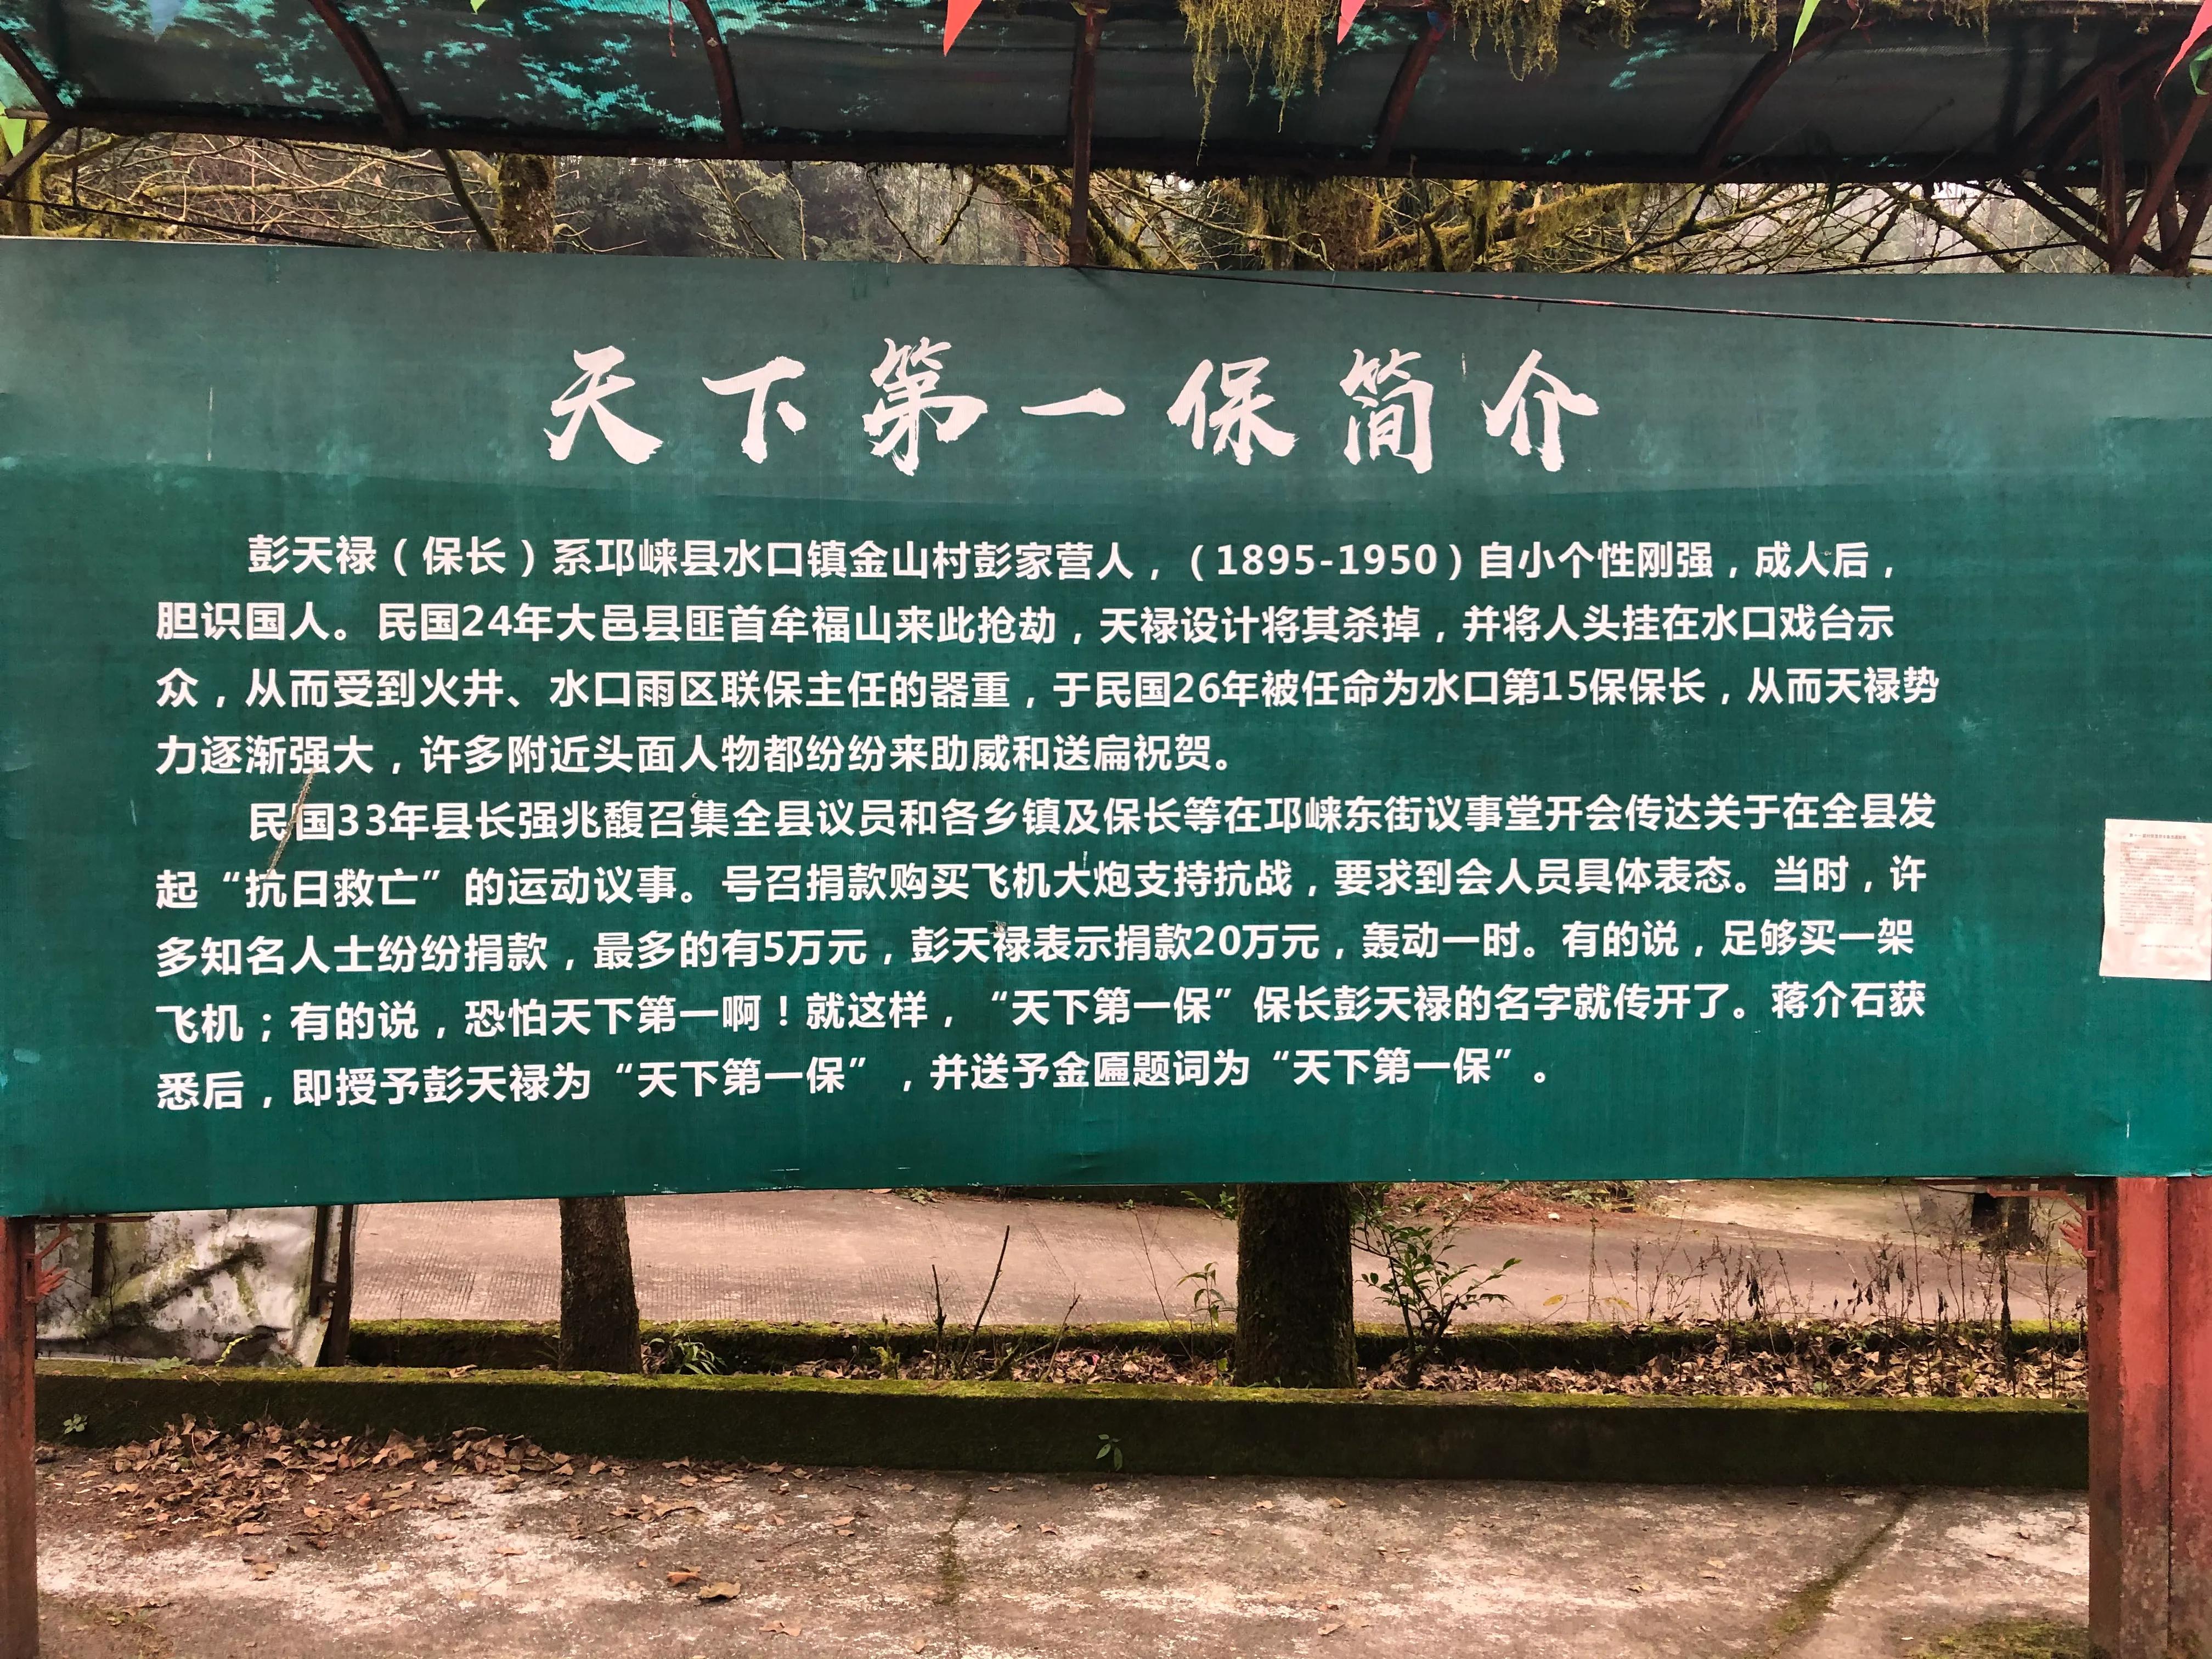 天下第一保简介
彭天禄（保长）系邛崃县水口镇金山村彭家营人，（1895-1950）自小个性刚强，成人后，
胆识国人。民国24年大邑县匪首牟福山来此抢劫，天禄设计将其杀掉，并将人头挂在水口戏台示
众，从而受到火井、水口雨区联保主任的器重，于民国26年被任命为水口第15保保长，从而天禄势
力逐渐强大，许多附近头面人物都纷纷来助威和送扁祝贺。
民国33年县长强兆馥召集全县议员和各乡镇及保长等在邛崃东街议事堂开会传达关于在全县发
起“抗日救亡”的运动议事。号召捐款购买飞机大炮支持抗战，要求到会人员具体表态。当时，许
多知名人士纷纷捐款，最多的有5万元，彭天禄表示捐款20万元，轰动一时。有的说，足够买一架
飞机；有的说，恐怕天下第一啊！就这样，“天下第一保”保长彭天禄的名字就传开了。蒋介石获
悉后，即授予彭天禄为“天下第一保”，并送予金匾题词为“天下第一保”。